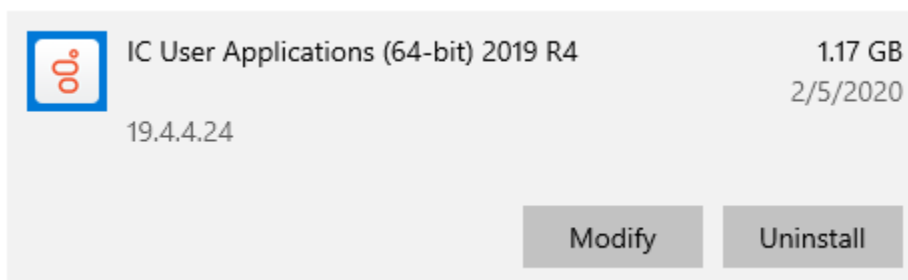 IC User Applications (64-bit) 2019 R4 1.17 GB
2/5/2020
19.4.4.24
Modify Uninstall